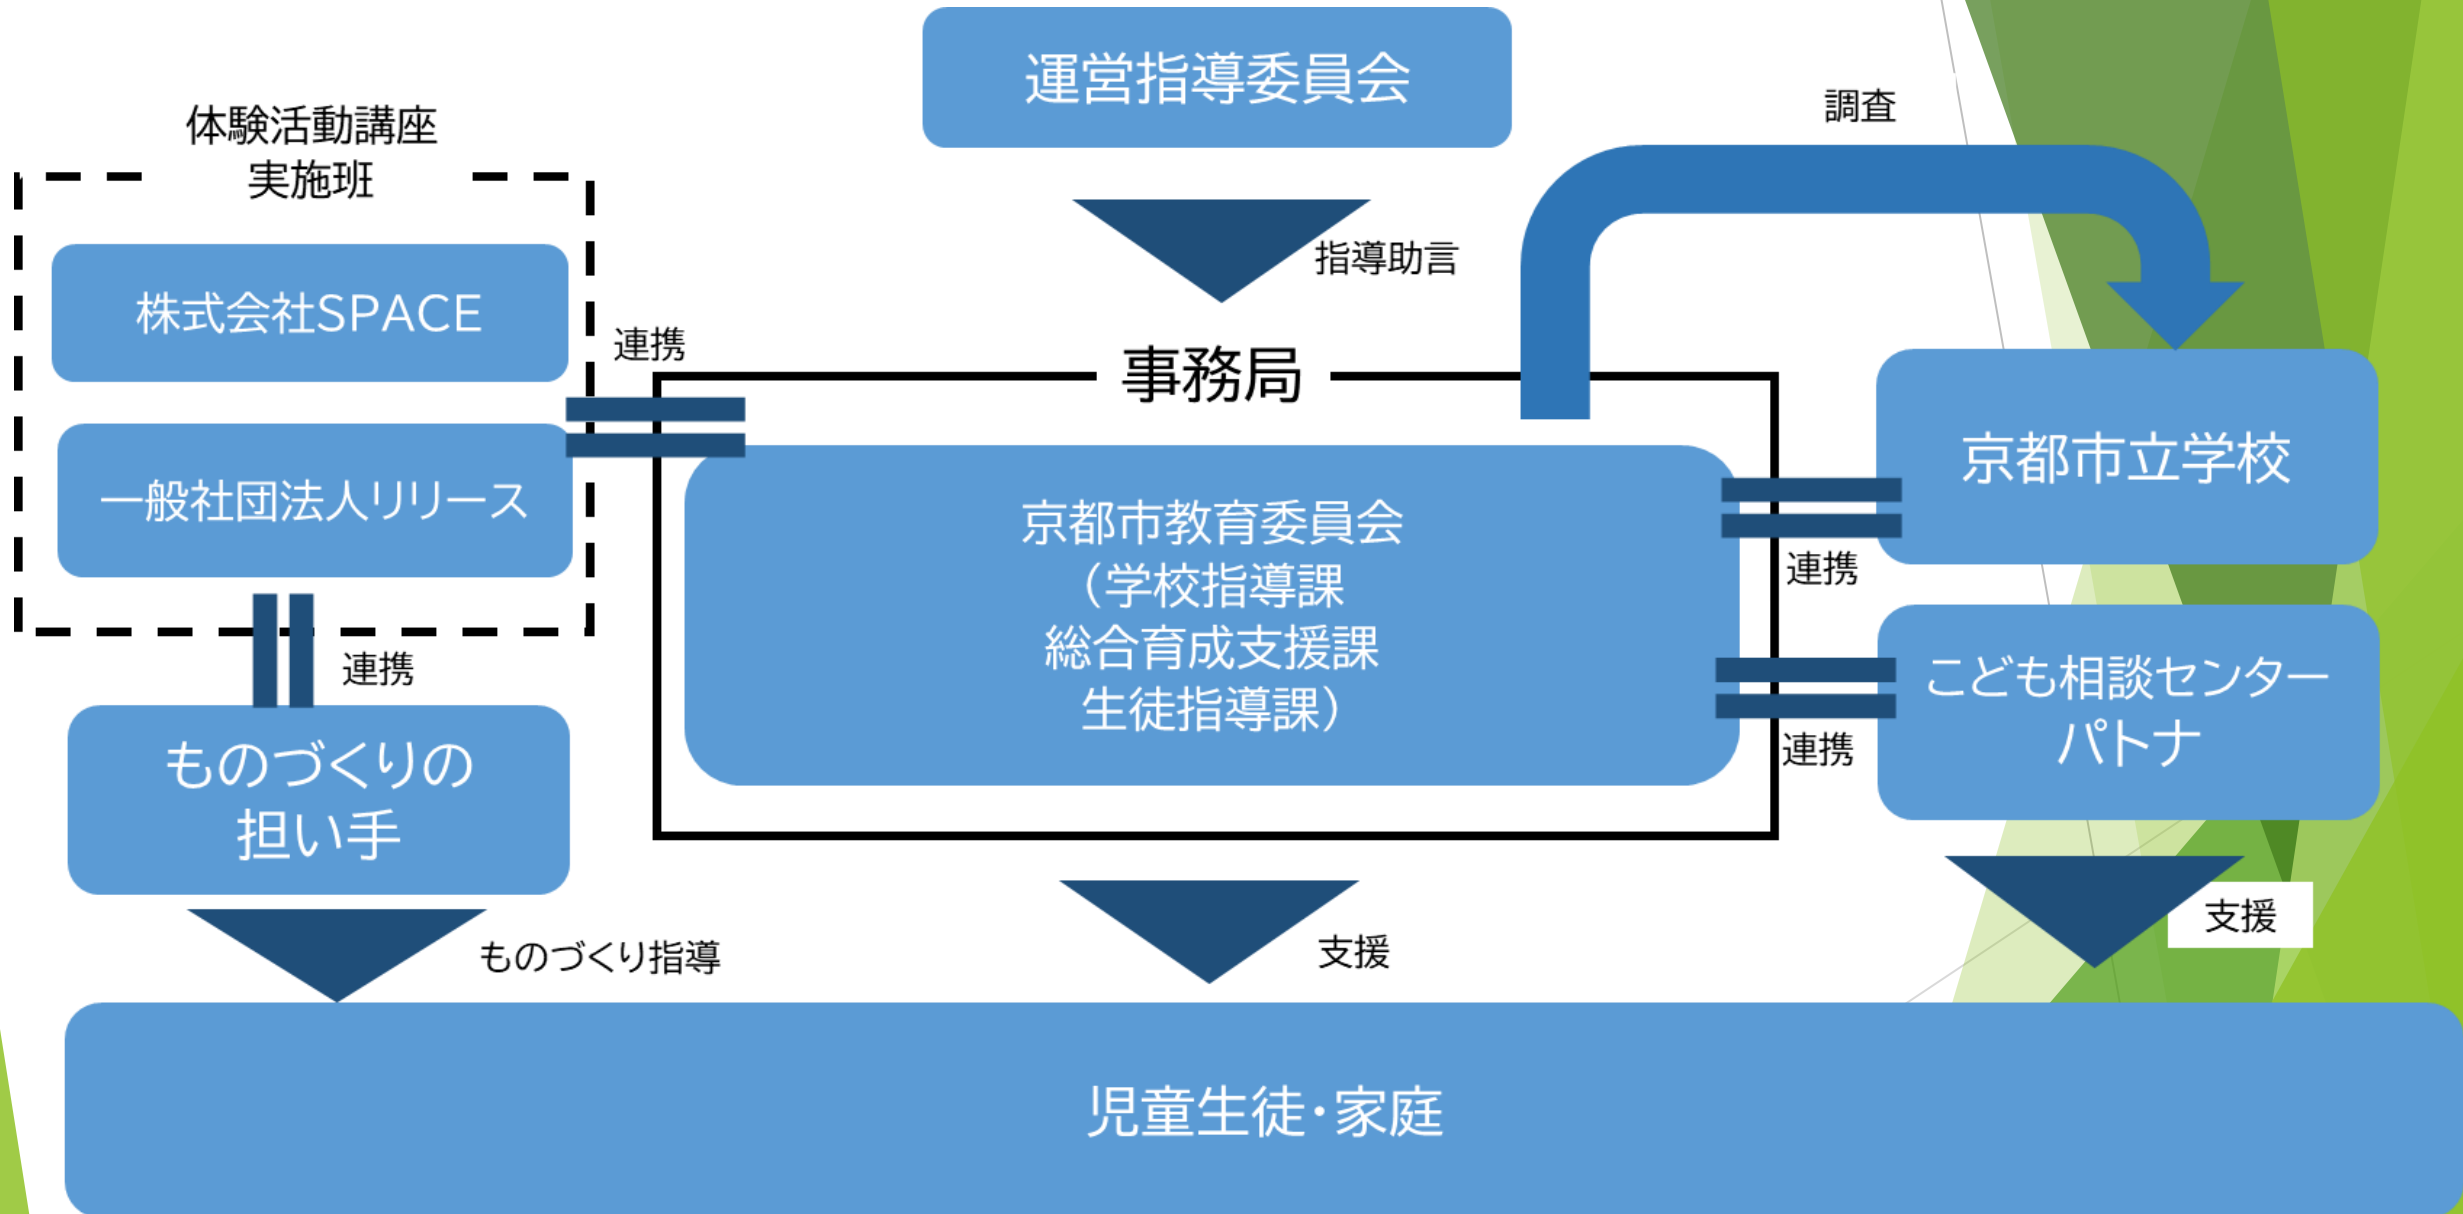 運営指導委員会
調査
体験活動講座
実施班
指導助言
株式会社SPACE
連携
事務局
一般社団法人リリース
京都市立学校
京都市教育委員会
（学校指導課
総合育成支援課
生徒指導課）
連携
連携
こども相談センター
パトナ
連携
ものづくりの
担い手
ものづくり指導
支援
支援
児童生徒・家庭